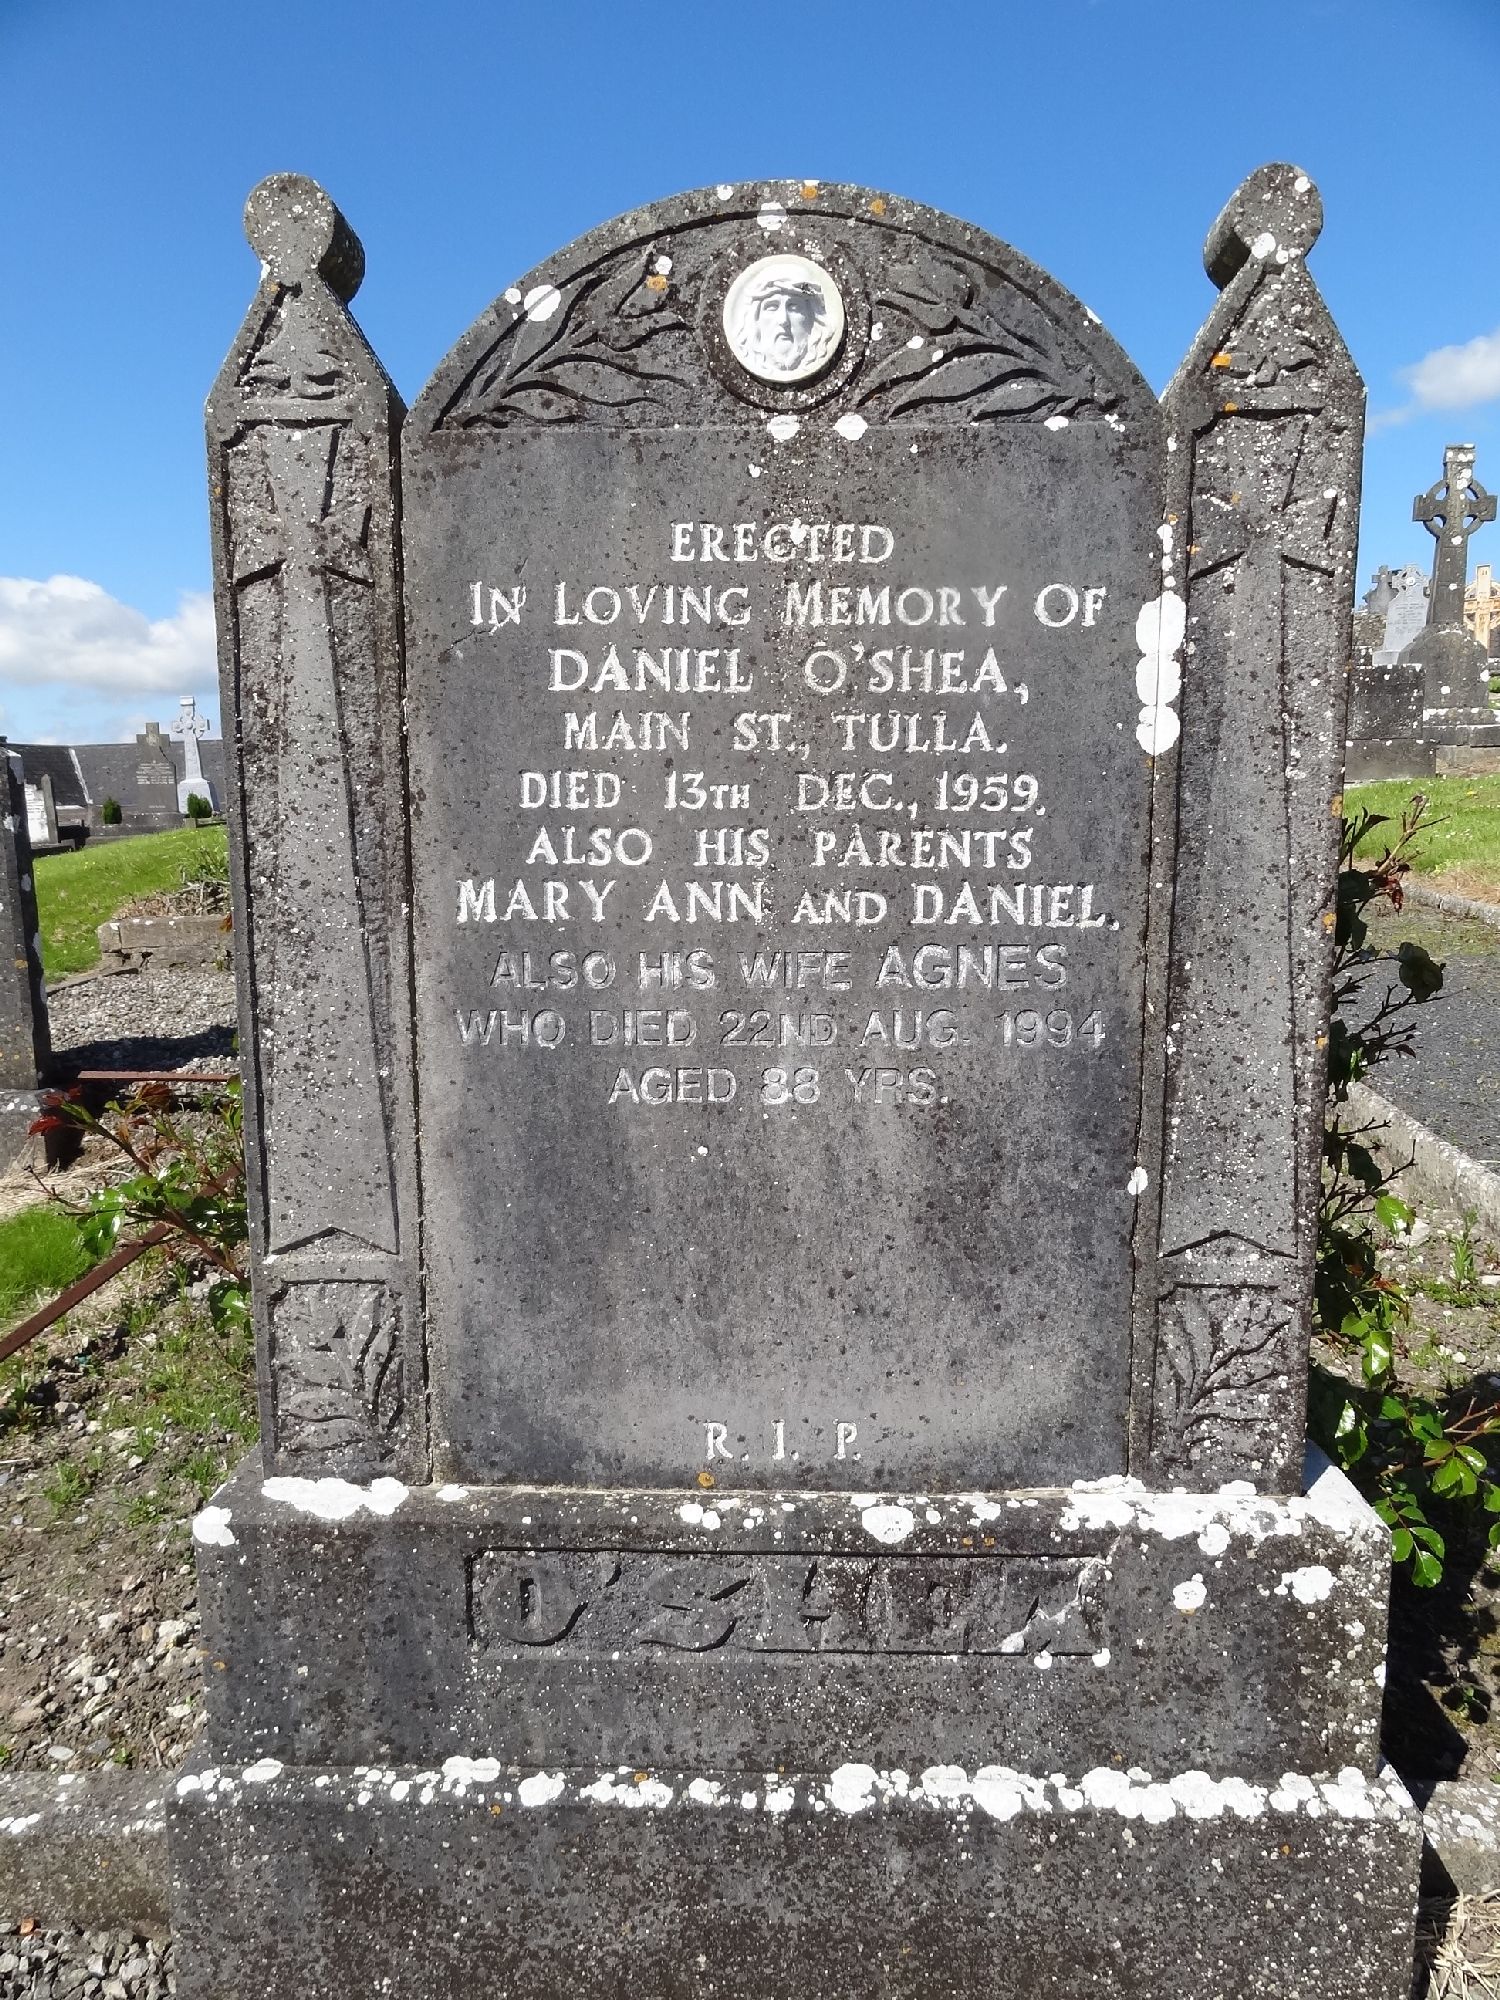 ERECTED
IN LOVING MEMORY OF
DANIEL O'SHEA,
MAIN ST., TULLA.
DIED 13TH DEC., 1959.
ALSO HIS PARENTS
MARY ANN AND DANIEL.
ALSO HIS WIFE AGNES
WHO DIED 22ND AUG. 1994
AGED 88 YRS.
R. I. P.
O'SHEA